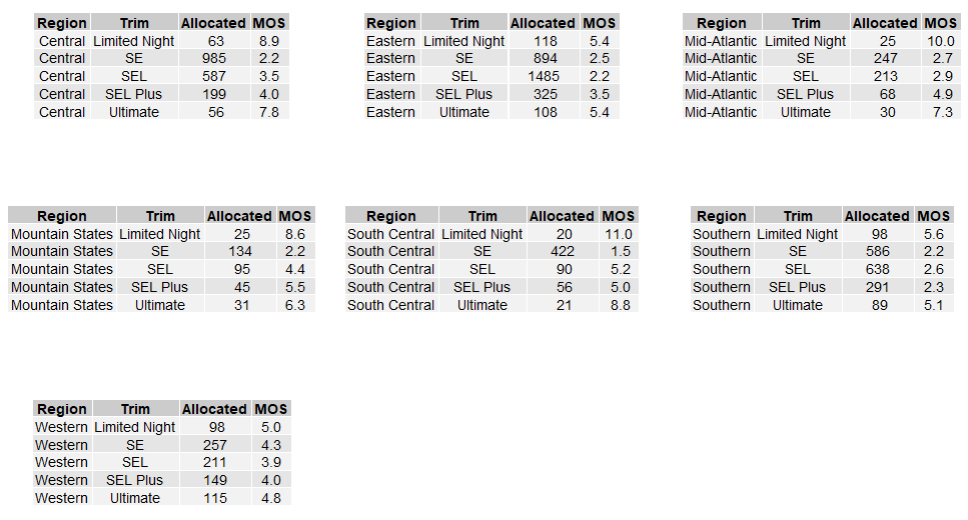 Region Trim Allocated MOS
Central Limited Night 63 8.9
Central SE 985 2.2
Central SEL 587 3.5
Central SEL Plus 199 4.0
Central Ultimate 56 7.8
Region Trim Allocated MOS
Eastern Limited Night 118 5.4
Eastern SE 894 2.5
Eastern SEL 1485 2.2
Eastern SEL Plus 325 3.5
Eastern Ultimate 108 5.4
Region Trim Allocated MOS
Mid-Atlantic Limited Night 25 10.0
Mid-Atlantic SE 247 2.7
Mid-Atlantic SEL 213 2.9
Mid-Atlantic SEL Plus 68 4.9
Mid-Atlantic Ultimate 30 7.3
Region Trim Allocated MOS
Mountain States Limited Night 25 8.6
Mountain States SE 134 2.2
Mountain States SEL 95 4.4
Mountain States SEL Plus 45 5.5
Mountain States Ultimate 31 6.3
Region Trim Allocated MOS
South Central Limited Night 20 11.0
South Central SE 422 1.5
South Central SEL 90 5.2
South Central SEL Plus 56 5.0
South Central Ultimate 21 8.8
Region Trim Allocated MOS
Southern Limited Night 98 5.6
Southern SE 586 2.2
Southern SEL 638 2.6
Southern SEL Plus 291 2.3
Southern Ultimate 89 5.1
Region Trim Allocated MOS
Western Limited Night 98 5.0
Western SE 257 4.3
Western SEL 211 3.9
Western SEL Plus 149 4.0
Western Ultimate 115 4.8